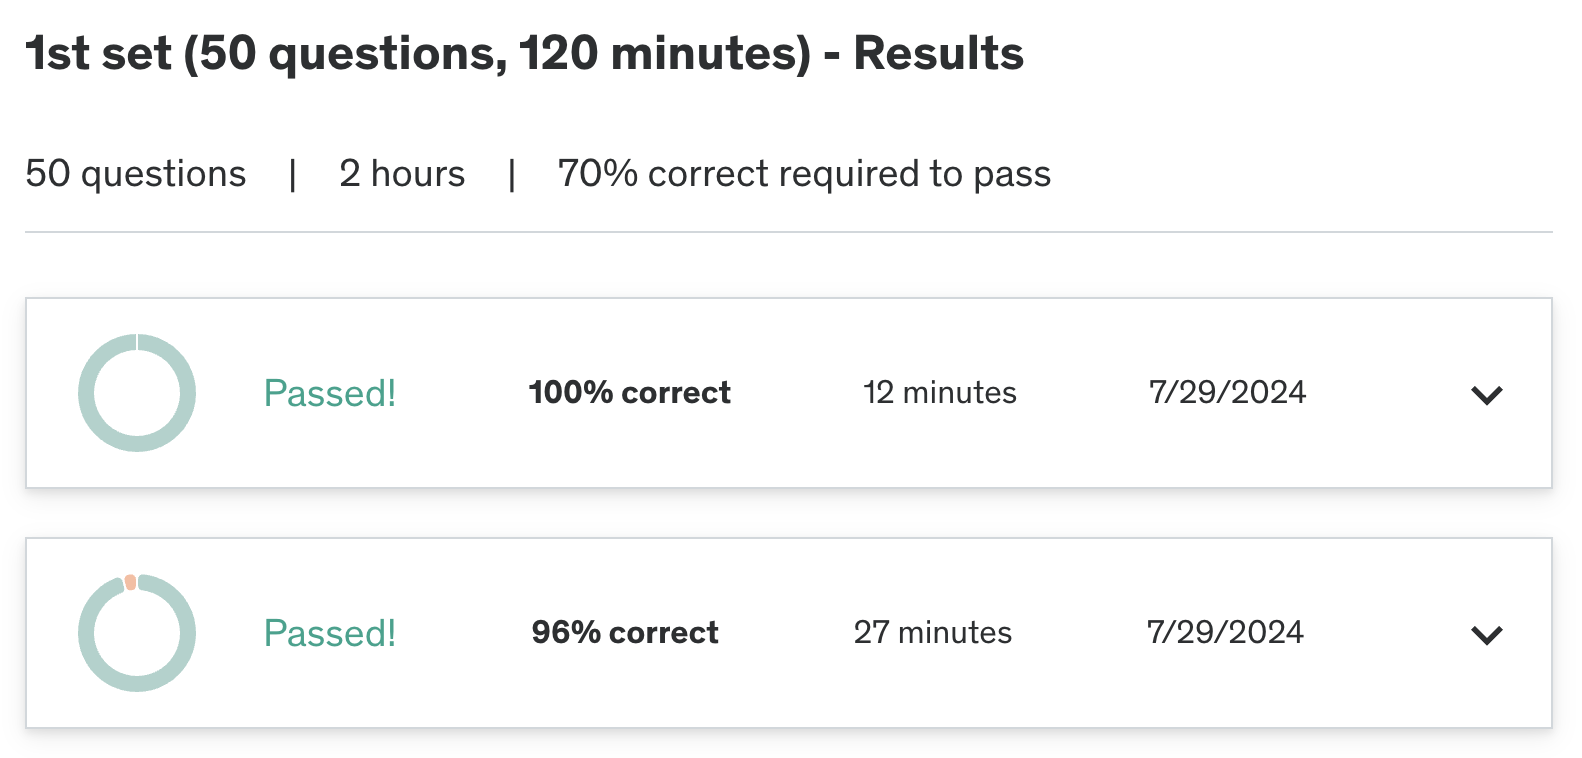 1st set (50 questions, 120 minutes) - Results
50 questions | 2 hours | 70% correct required to pass
Passed! 100% correct 12 minutes 7/29/2024
Passed! 96% correct 27 minutes 7/29/2024